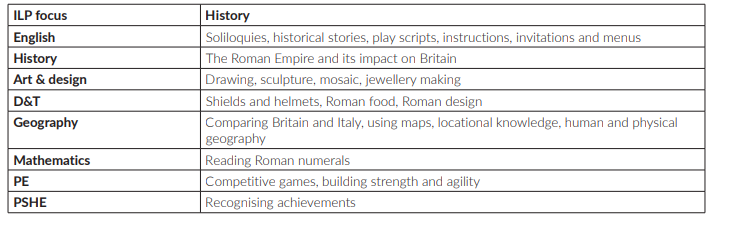 ILP focus History
English Soliloquies, historical stories, play scripts, instructions, invitations and menus
History The Roman Empire and its impact on Britain
Art & design Drawing, sculpture, mosaic, jewellery making
D&T Shields and helmets, Roman food, Roman design
Geography Comparing Britain and Italy, using maps, locational knowledge, human and physical
geography
Mathematics Reading Roman numerals
PE Competitive games, building strength and agility
PSHE Recognising achievements